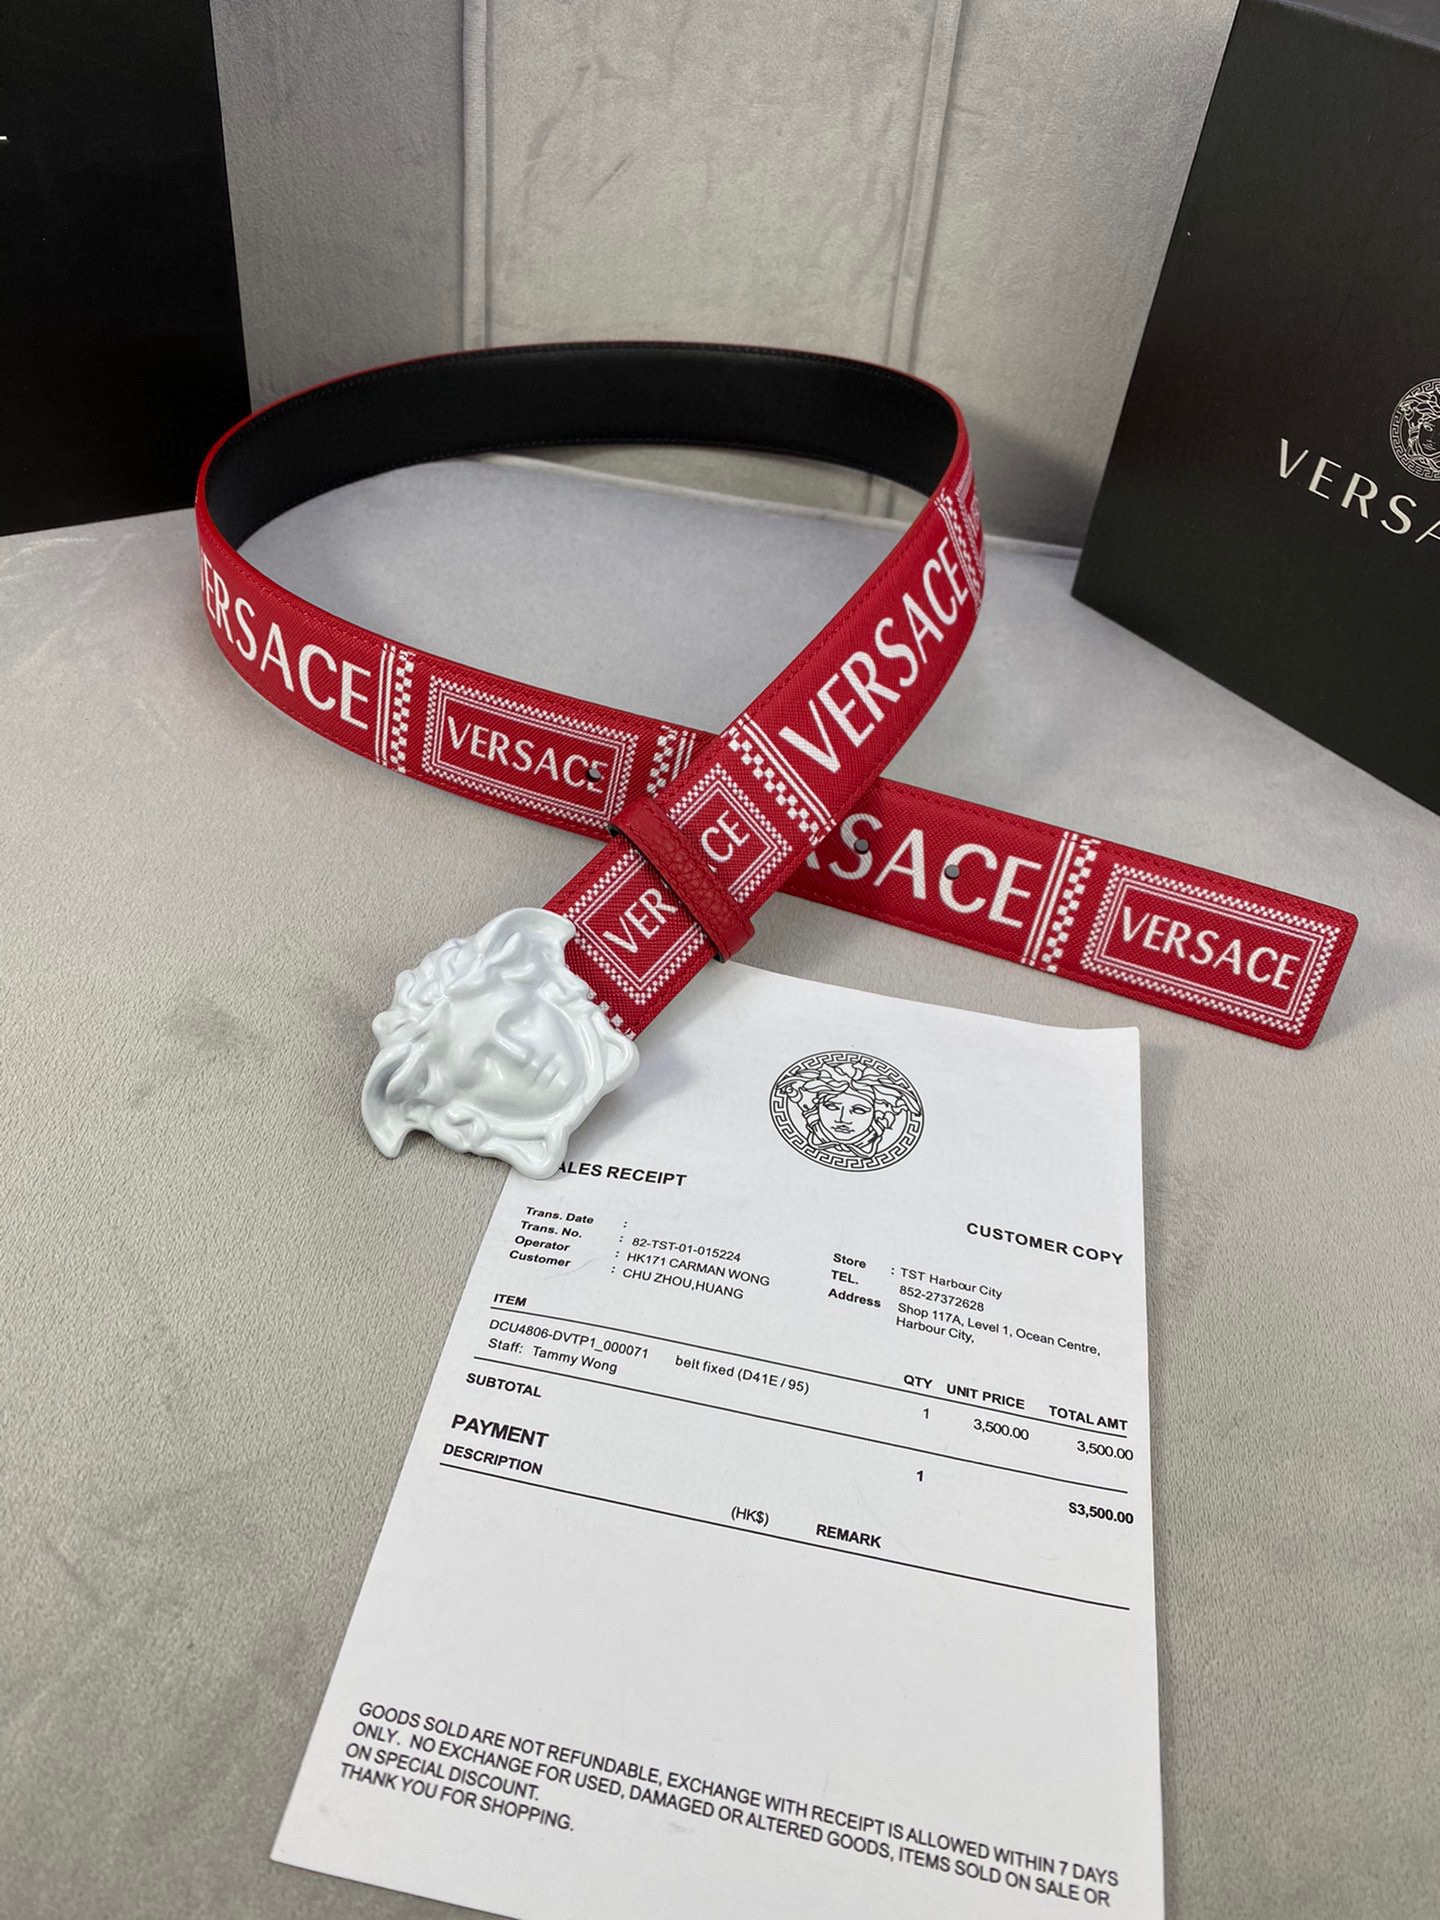 VERSACE
VERSACE
VERSACE
VERSACE
VERSACE
SALES RECEIPT
CUSTOMER COPY
Trans. Date :
Trans. No. : 82-TST-01-015224
Operator : HK171 CARMAN WONG
Customer : CHU ZHOU,HUANG
Store : TST Harbour City
TEL. 852-27372628
Address Shop 117A, Level 1, Ocean Centre,
Harbour City,
ITEM QTY UNIT PRICE TOTAL AMT
DCU4806-DVTP1_000071 belt fixed (D41E / 95) 1 3,500.00 3,500.00
Staff: Tammy Wong
SUBTOTAL 1 $3,500.00
PAYMENT
DESCRIPTION (HK$) REMARK
GOODS SOLD ARE NOT REFUNDABLE, EXCHANGE WITH RECEIPT IS ALLOWED WITHIN 7 DAYS
ONLY. NO EXCHANGE FOR USED, DAMAGED OR ALTERED GOODS, ITEMS SOLD ON SALE OR
ON SPECIAL DISCOUNT.
THANK YOU FOR SHOPPING.